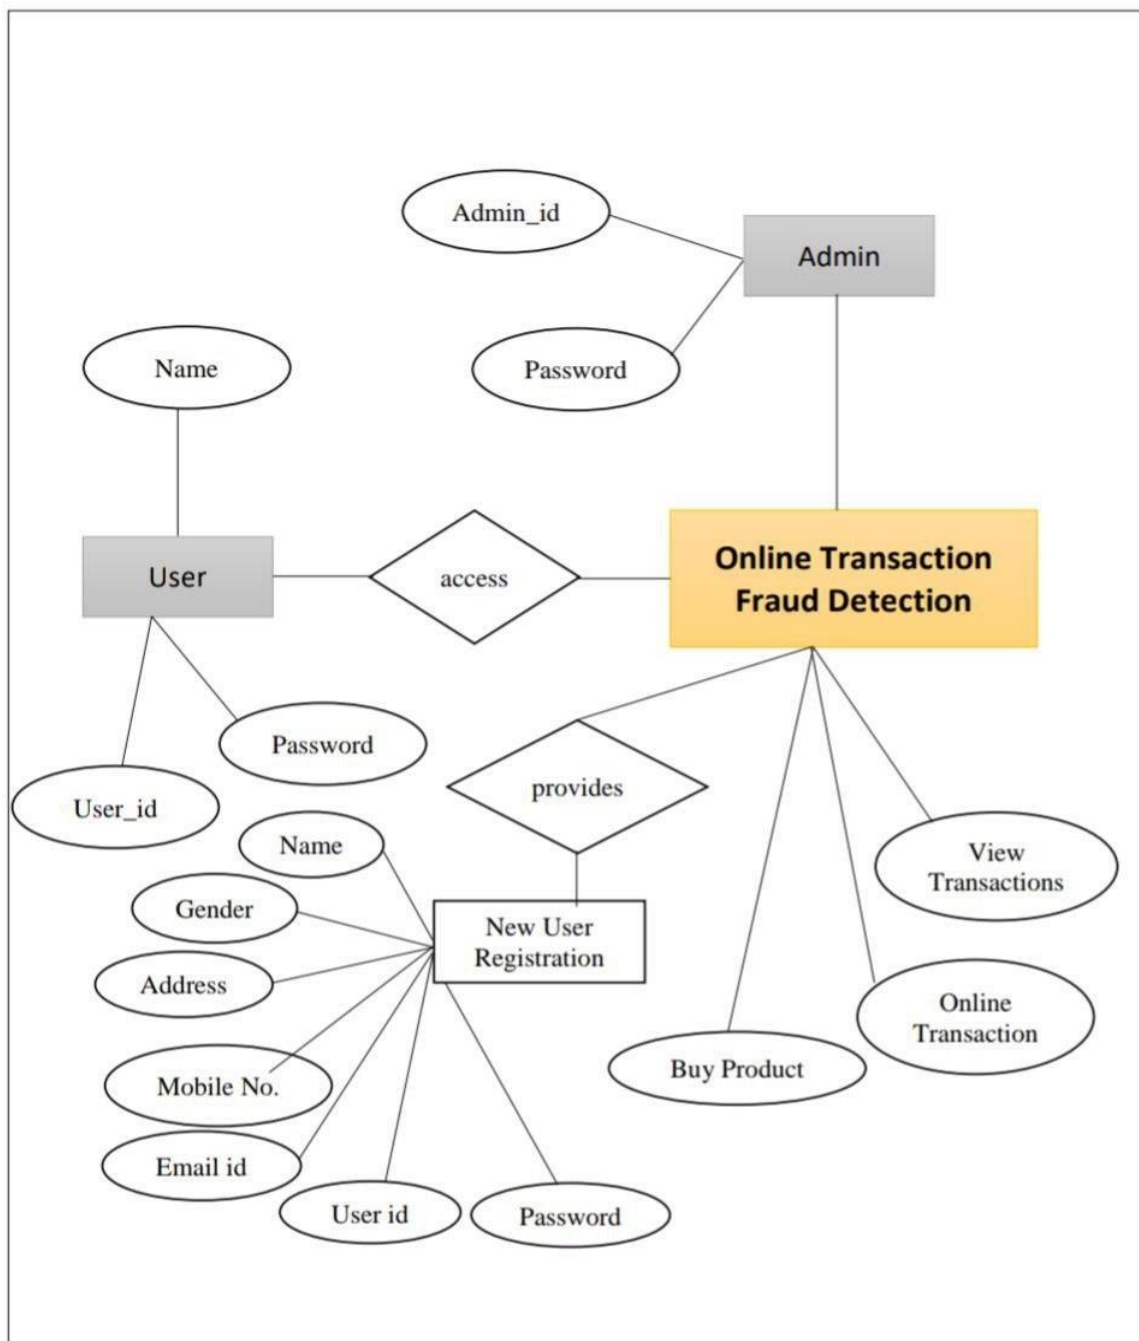 Admin_id
Admin
Password
Name
User
access
Online Transaction
Fraud Detection
Password
User_id
provides
Name
View
Transactions
Gender
New User
Registration
Address
Online
Transaction
Buy Product
Mobile No.
Email id
User id
Password